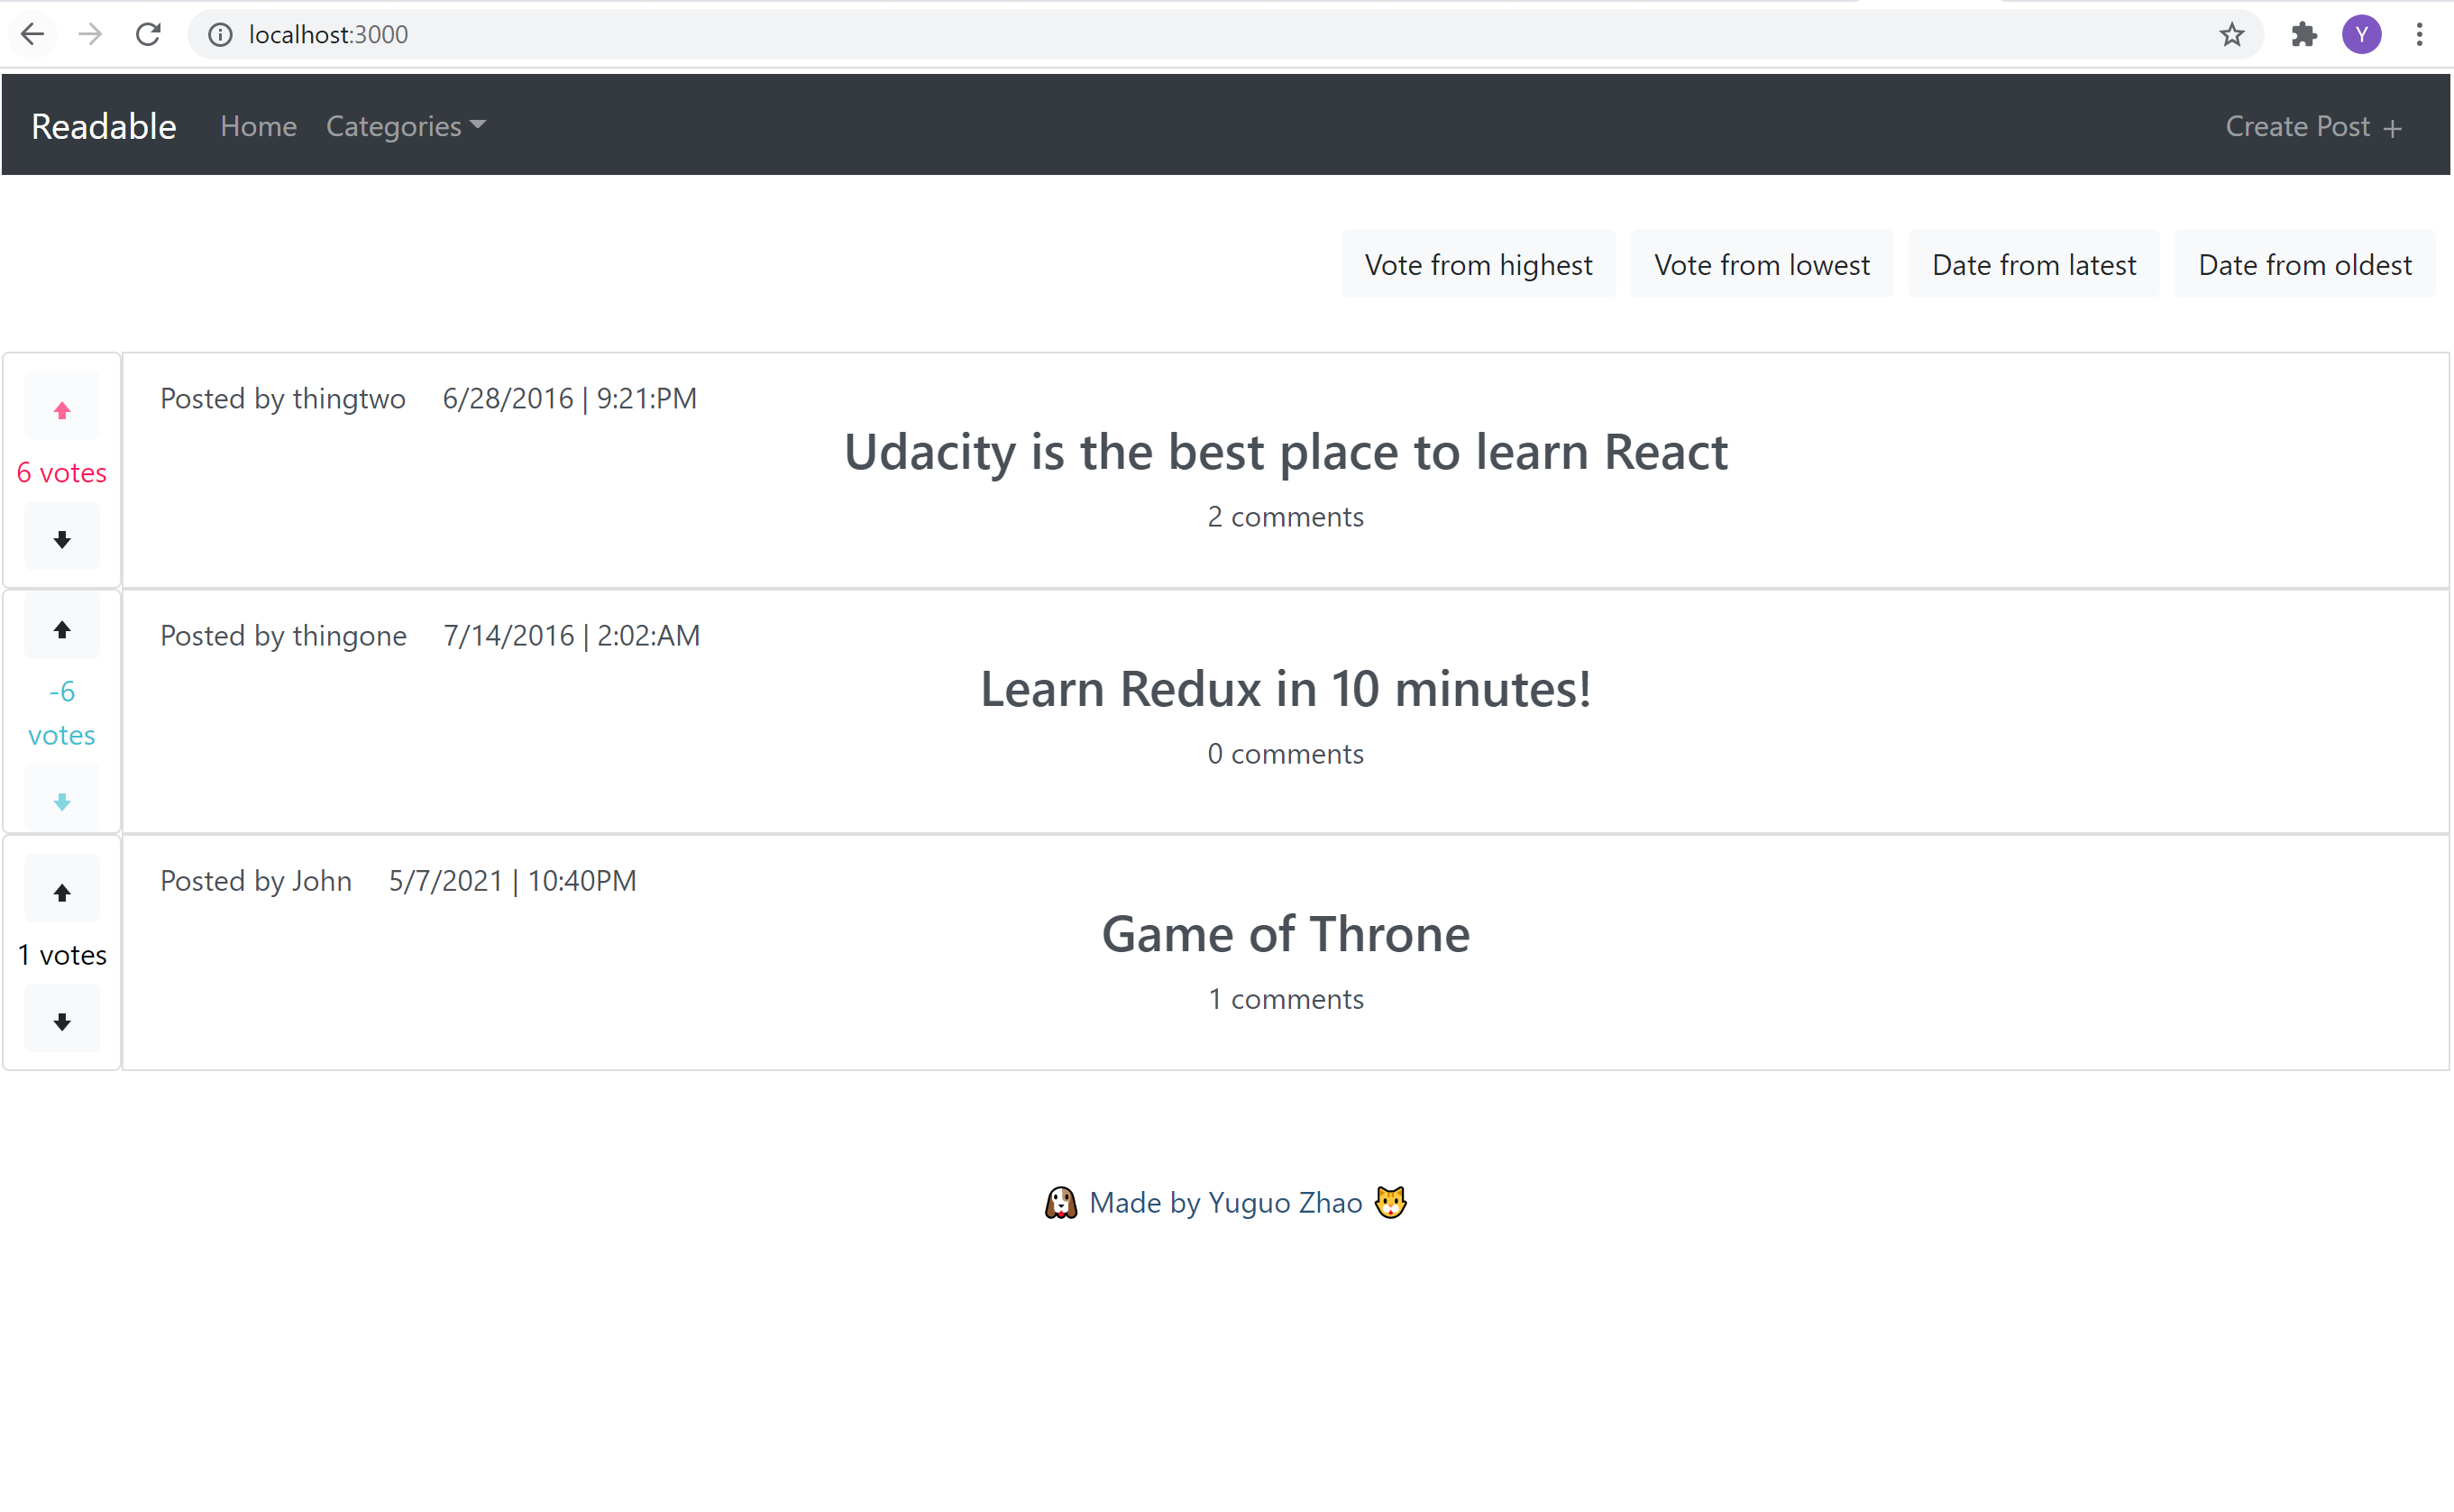 localhost:3000
Y
Readable Home Categories Create Post +
Vote from highest Vote from lowest Date from latest Date from oldest
Posted by thingtwo 6/28/2016 | 9:21:PM
Udacity is the best place to learn React
6 votes
2 comments
Posted by thingone 7/14/2016 | 2:02:AM
Learn Redux in 10 minutes!
-6
votes
0 comments
Posted by John 5/7/2021 | 10:40PM
Game of Throne
1 votes
1 comments
Made by Yuguo Zhao